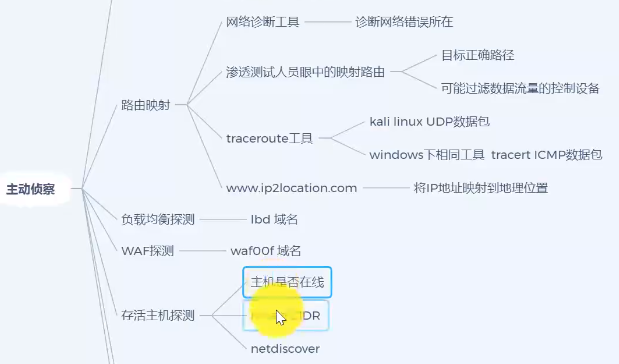 网络诊断工具
诊断网络错误所在
渗透测试人员眼中的映射路由
目标正确路径
可能过滤数据流量的控制设备
路由映射
traceroute工具
kali linux UDP数据包
windows下相同工具 tracert ICMP数据包
www.ip2location.com
将IP地址映射到地理位置
主动侦察
负载均衡探测
lbd 域名
WAF探测
waf00f 域名
主机是否在线
存活主机探测
netdiscover